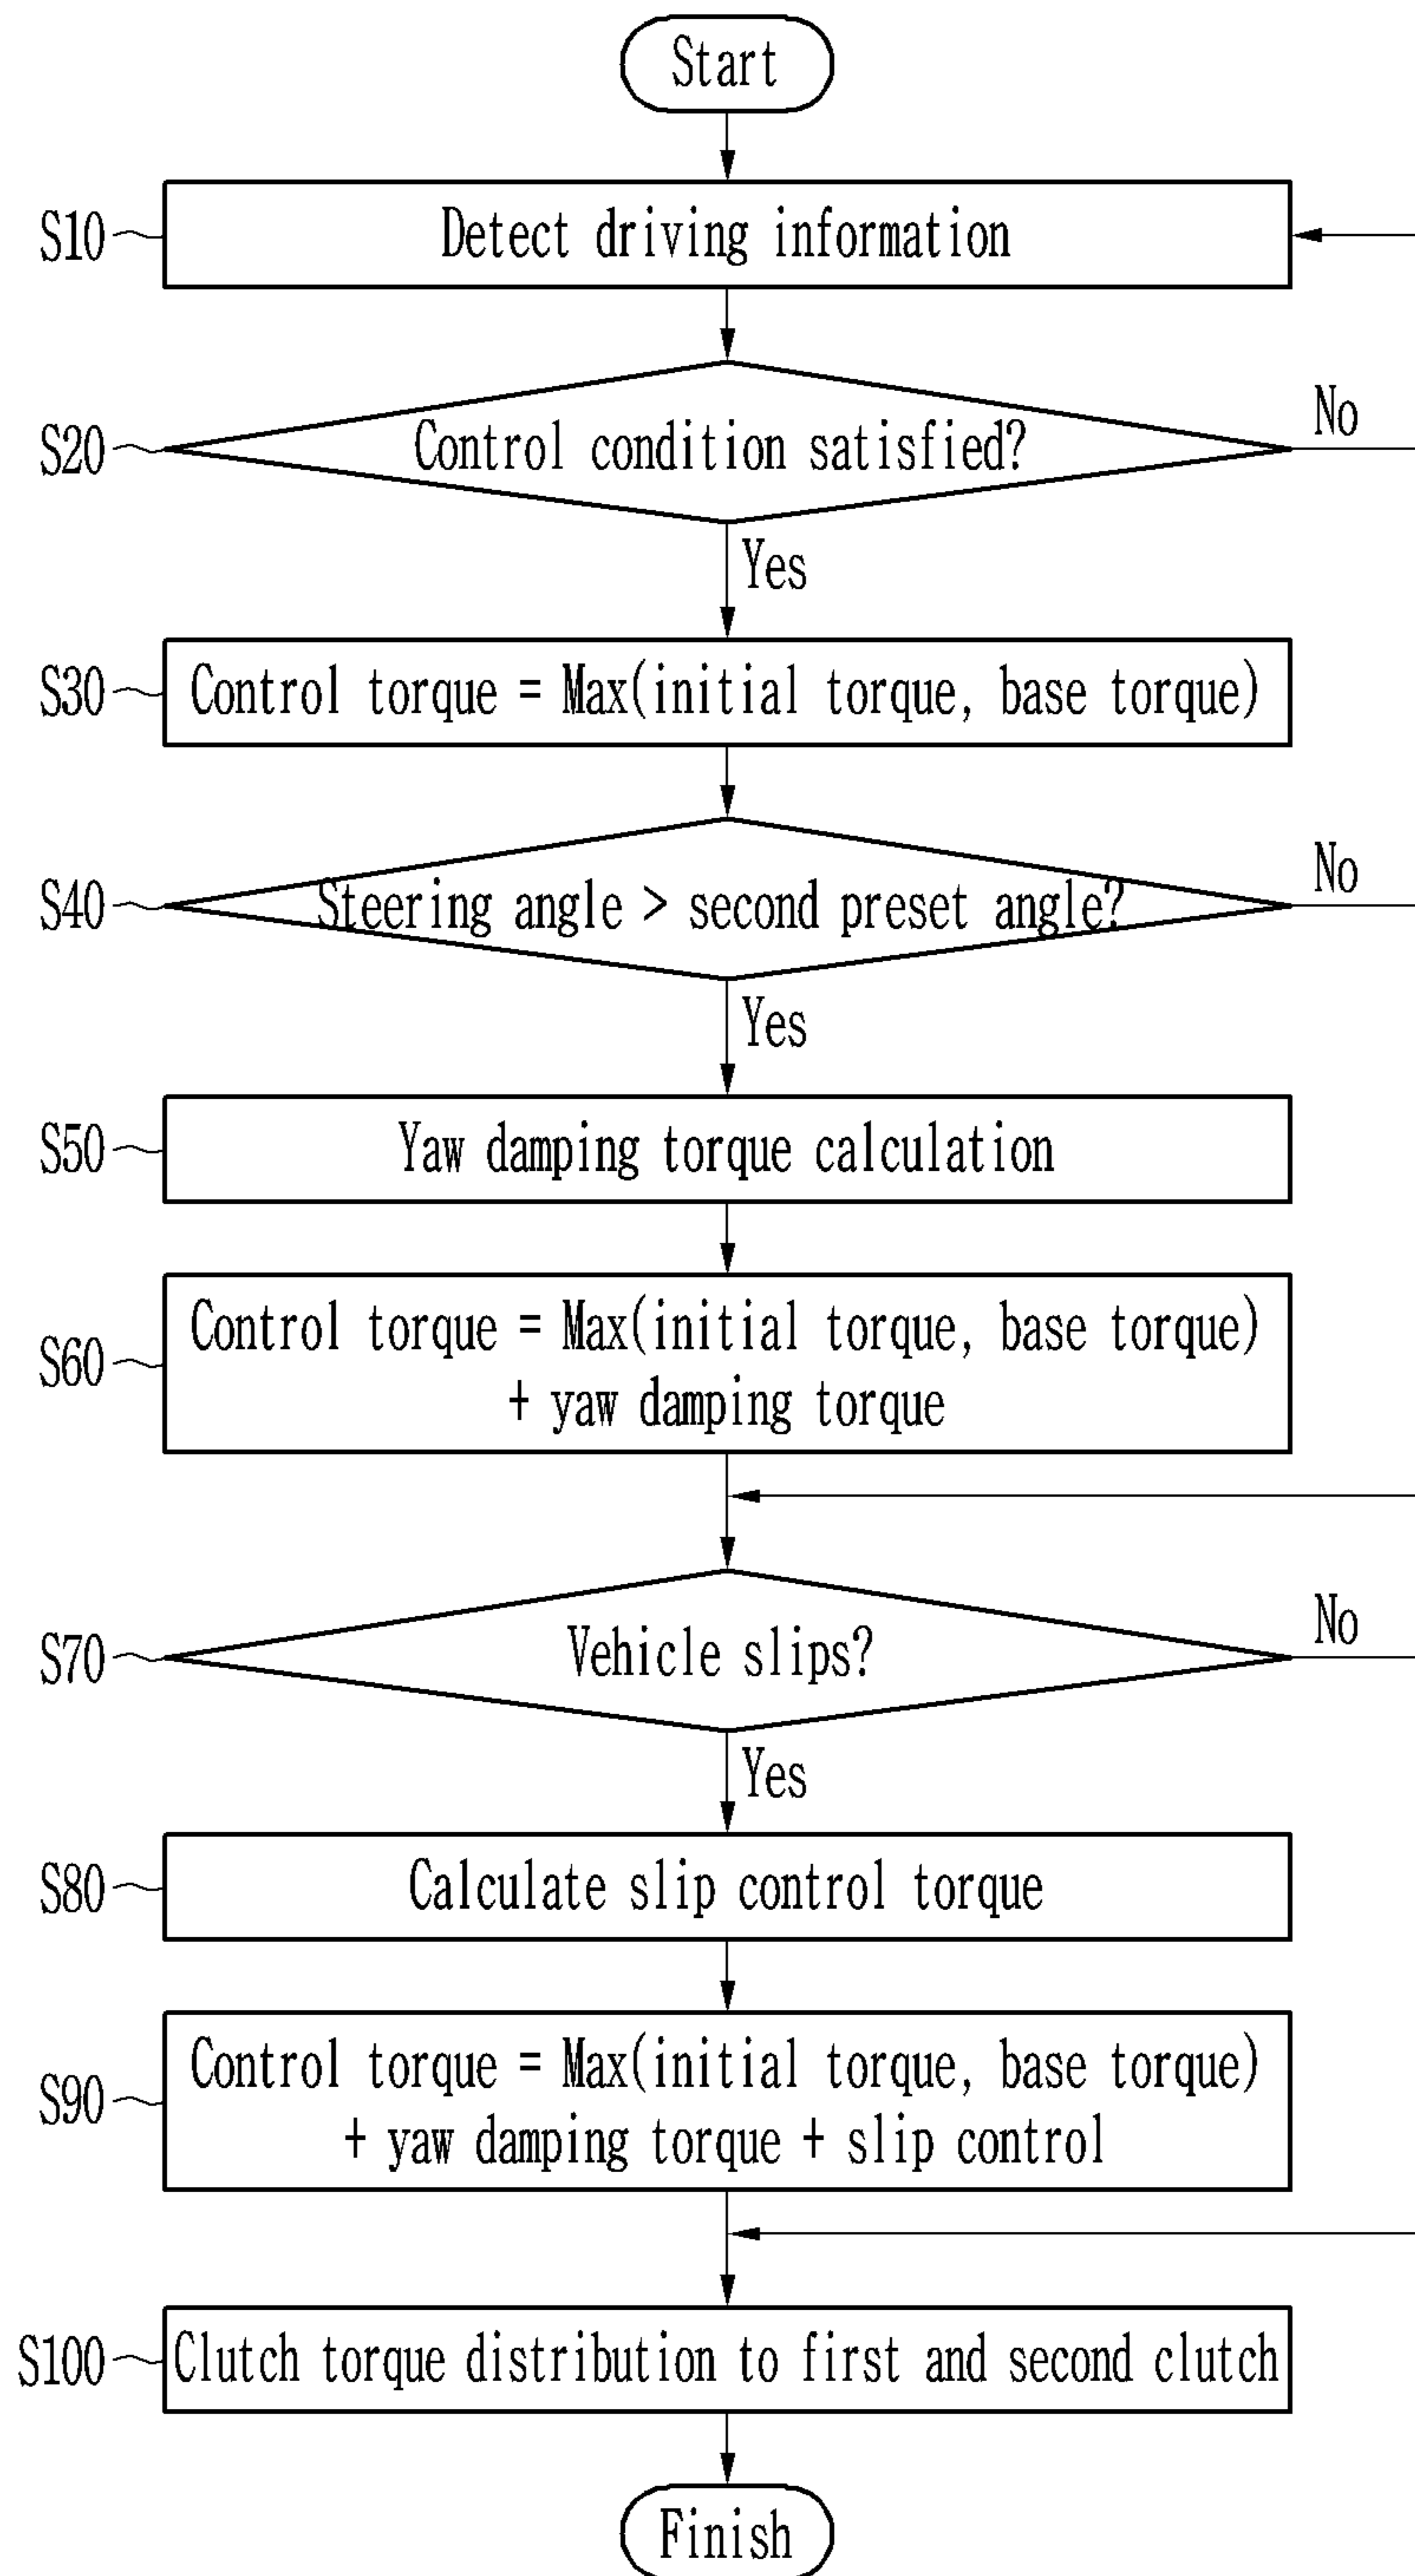 Start
S10
Detect driving information
S20
Control condition satisfied?
No
Yes
S30
Control torque = Max(initial torque, base torque)
S40
Steering angle > second preset angle?
No
Yes
S50
Yaw damping torque calculation
S60
Control torque = Max(initial torque, base torque)
+ yaw damping torque
S70
Vehicle slips?
No
Yes
S80
Calculate slip control torque
S90
Control torque = Max(initial torque, base torque)
+ yaw damping torque + slip control
S100
Clutch torque distribution to first and second clutch
Finish